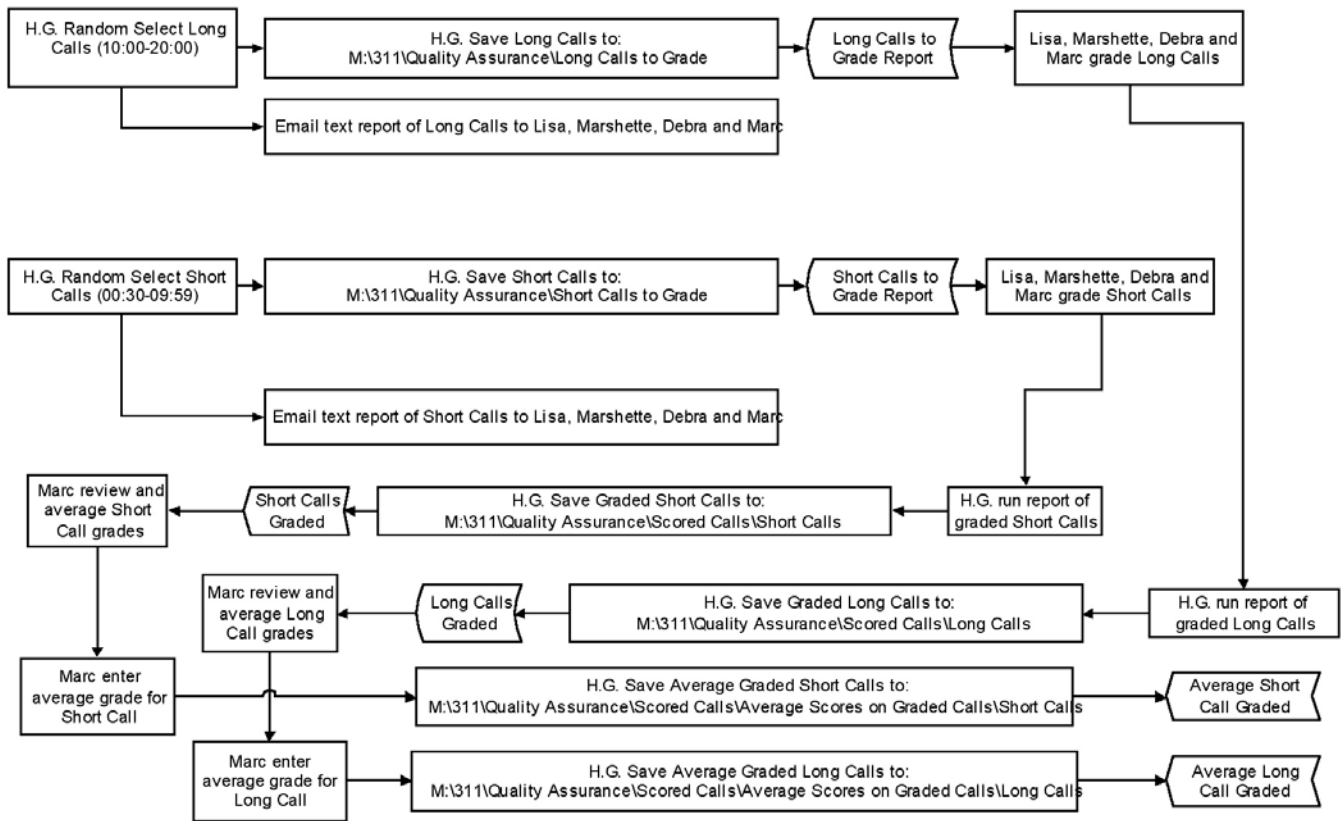 H.G. Random Select Long
Calls (10:00-20:00)
H.G. Save Long Calls to:
M:\311\Quality Assurance\Long Calls to Grade
Long Calls to
Grade Report
Lisa, Marshette, Debra and
Marc grade Long Calls
Email text report of Long Calls to Lisa, Marshette, Debra and Marc
H.G. Random Select Short
Calls (00:30-09:59)
H.G. Save Short Calls to:
M:\311\Quality Assurance\Short Calls to Grade
Short Calls to
Grade Report
Lisa, Marshette, Debra and
Marc grade Short Calls
Email text report of Short Calls to Lisa, Marshette, Debra and Marc
Marc review and
average Short
Call grades
Short Calls
Graded
H.G. Save Graded Short Calls to:
M:\311\Quality Assurance\Scored Calls\Short Calls
H.G. run report of
graded Short Calls
Marc review and
average Long
Call grades
Long Calls
Graded
H.G. Save Graded Long Calls to:
M:\311\Quality Assurance\Scored Calls\Long Calls
H.G. run report of
graded Long Calls
Marc enter
average grade for
Short Call
H.G. Save Average Graded Short Calls to:
M:\311\Quality Assurance\Scored Calls\Average Scores on Graded Calls\Short Calls
Average Short
Call Graded
Marc enter
average grade for
Long Call
H.G. Save Average Graded Long Calls to:
M:\311\Quality Assurance\Scored Calls\Average Scores on Graded Calls\Long Calls
Average Long
Call Graded